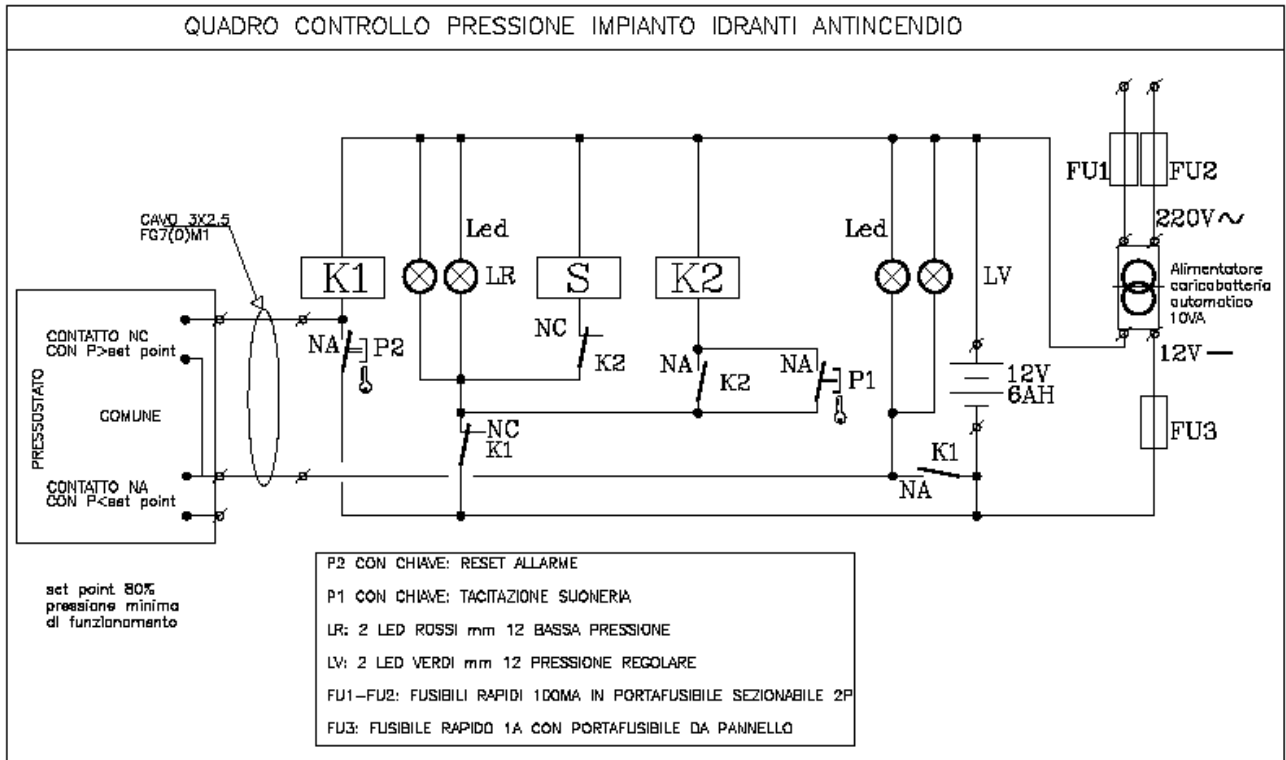 QUADRO CONTROLLO PRESSIONE IMPIANTO IDRANTI ANTINCENDIO
FU1
FU2
220V~
CAVO 3X2.5
FG7(O)M1
Led
Led
K1
LR
S
K2
LV
Alimentatore
caricabatteria
automatico
10VA
12V
CONTATTO NC
CON P>set point
NA
P2
NC
K2
NA
K2
NA
P1
12V
6AH
FU3
PRESSOSTATO
COMUNE
NC
K1
K1
NA
CONTATTO NA
CON P<set point
set point 80%
pressione minima
di funzionamento
P2 CON CHIAVE: RESET ALLARME
P1 CON CHIAVE: TACITAZIONE SUONERIA
LR: 2 LED ROSSI mm 12 BASSA PRESSIONE
LV: 2 LED VERDI mm 12 PRESSIONE REGOLARE
FU1-FU2: FUSIBILI RAPIDI 100MA IN PORTAFUSIBILE SEZIONABILE 2P
FU3: FUSIBILE RAPIDO 1A CON PORTAFUSIBILE DA PANNELLO